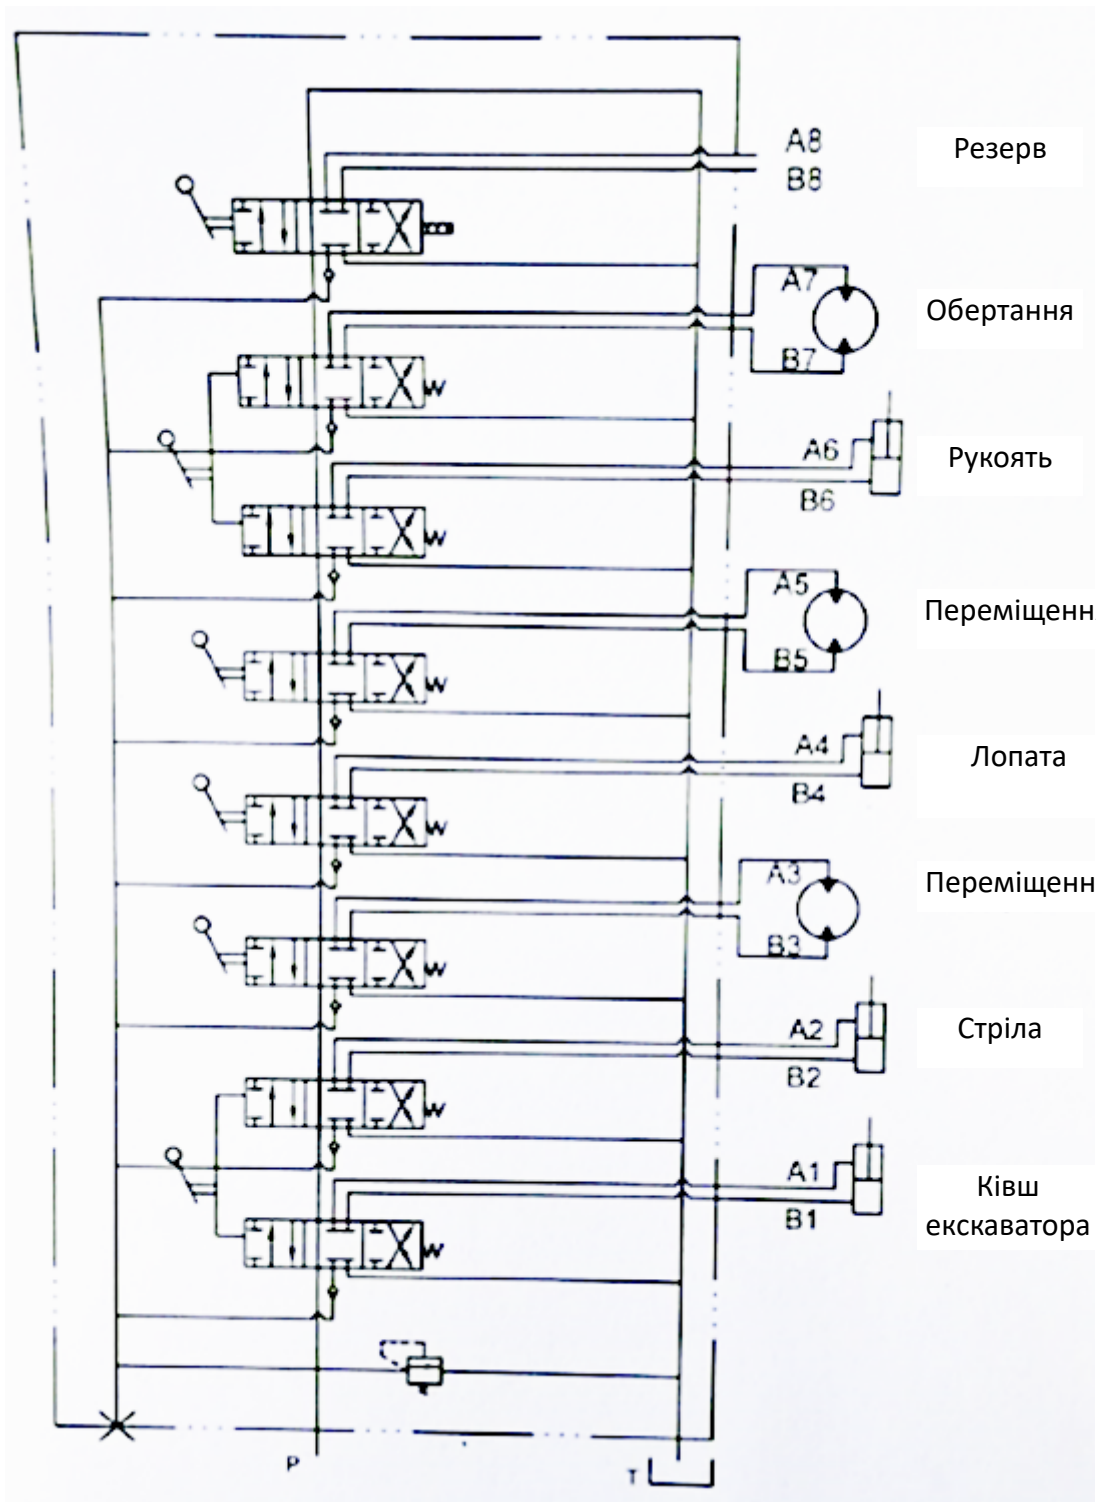 A8
B8
Резерв
A7
B7
Обертання
A6
B6
Рукоять
A5
B5
Переміщенн
A4
B4
Лопата
A3
B3
Переміщенн
A2
B2
Стріла
A1
B1
Ківш
екскаватора
P
T